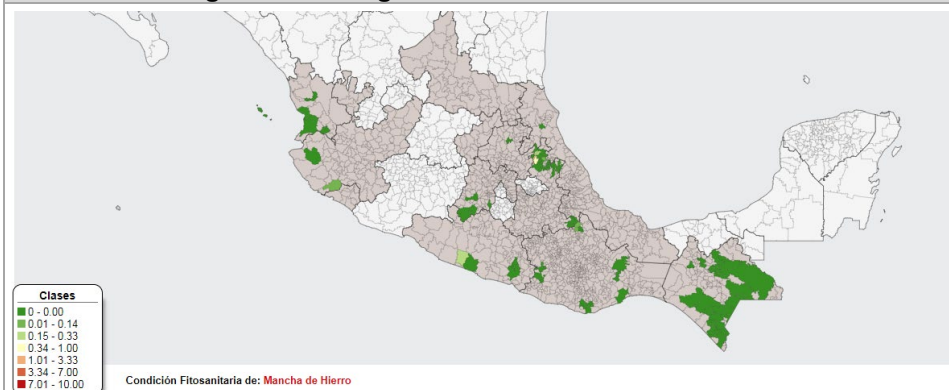 Clases
0 - 0.00
0.01 - 0.14
0.15 - 0.33
0.34 - 1.00
1.01 - 3.33
3.34 - 7.00
7.01 - 10.00
Condición Fitosanitaria de: Mancha de Hierro